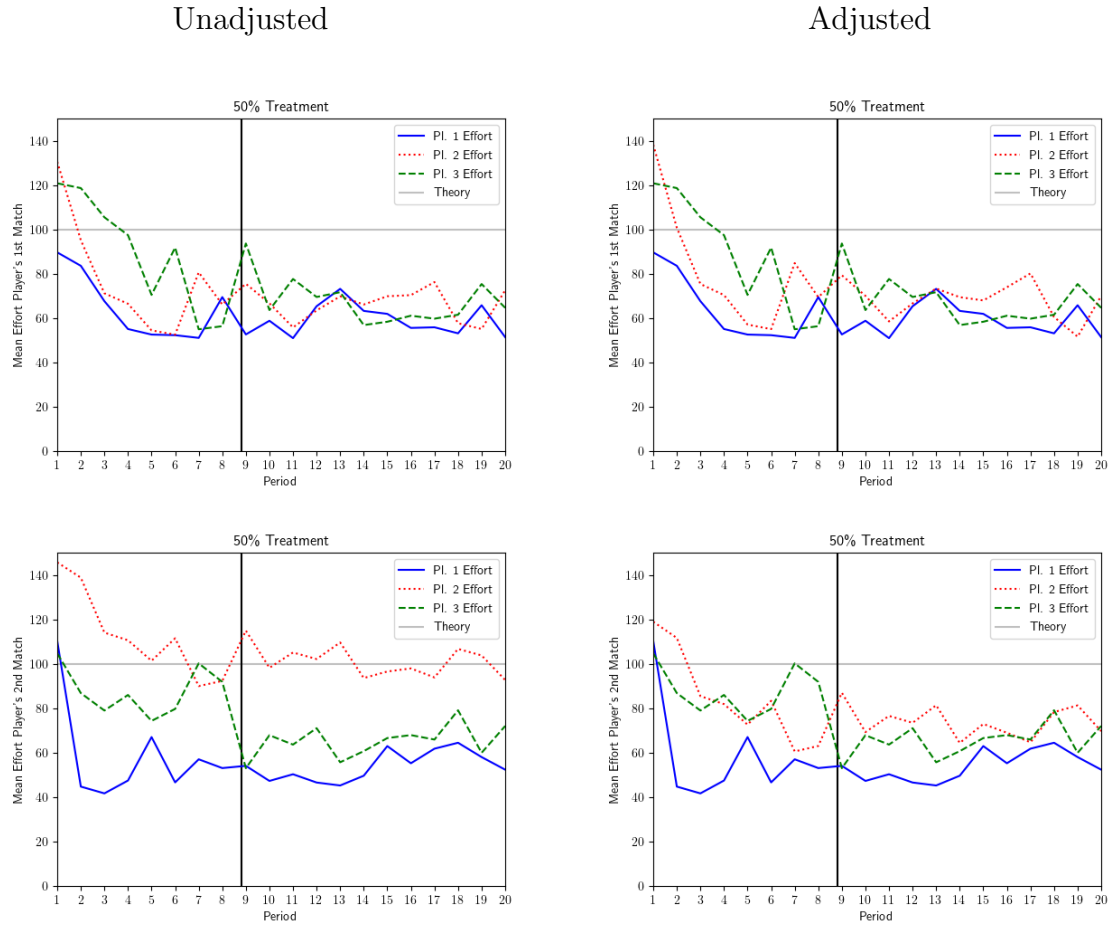 Unadjusted
Adjusted
50% Treatment
Mean Effort Player's 1st Match
140
120
100
80
60
40
20
0
Pl. 1 Effort
Pl. 2 Effort
Pl. 3 Effort
Theory
1 2 3 4 5 6 7 8 9 10 11 12 13 14 15 16 17 18 19 20
Period
50% Treatment
Mean Effort Player's 1st Match
140
120
100
80
60
40
20
0
Pl. 1 Effort
Pl. 2 Effort
Pl. 3 Effort
Theory
1 2 3 4 5 6 7 8 9 10 11 12 13 14 15 16 17 18 19 20
Period
50% Treatment
Mean Effort Player's 2nd Match
140
120
100
80
60
40
20
0
Pl. 1 Effort
Pl. 2 Effort
Pl. 3 Effort
Theory
1 2 3 4 5 6 7 8 9 10 11 12 13 14 15 16 17 18 19 20
Period
50% Treatment
Mean Effort Player's 2nd Match
140
120
100
80
60
40
20
0
Pl. 1 Effort
Pl. 2 Effort
Pl. 3 Effort
Theory
1 2 3 4 5 6 7 8 9 10 11 12 13 14 15 16 17 18 19 20
Period